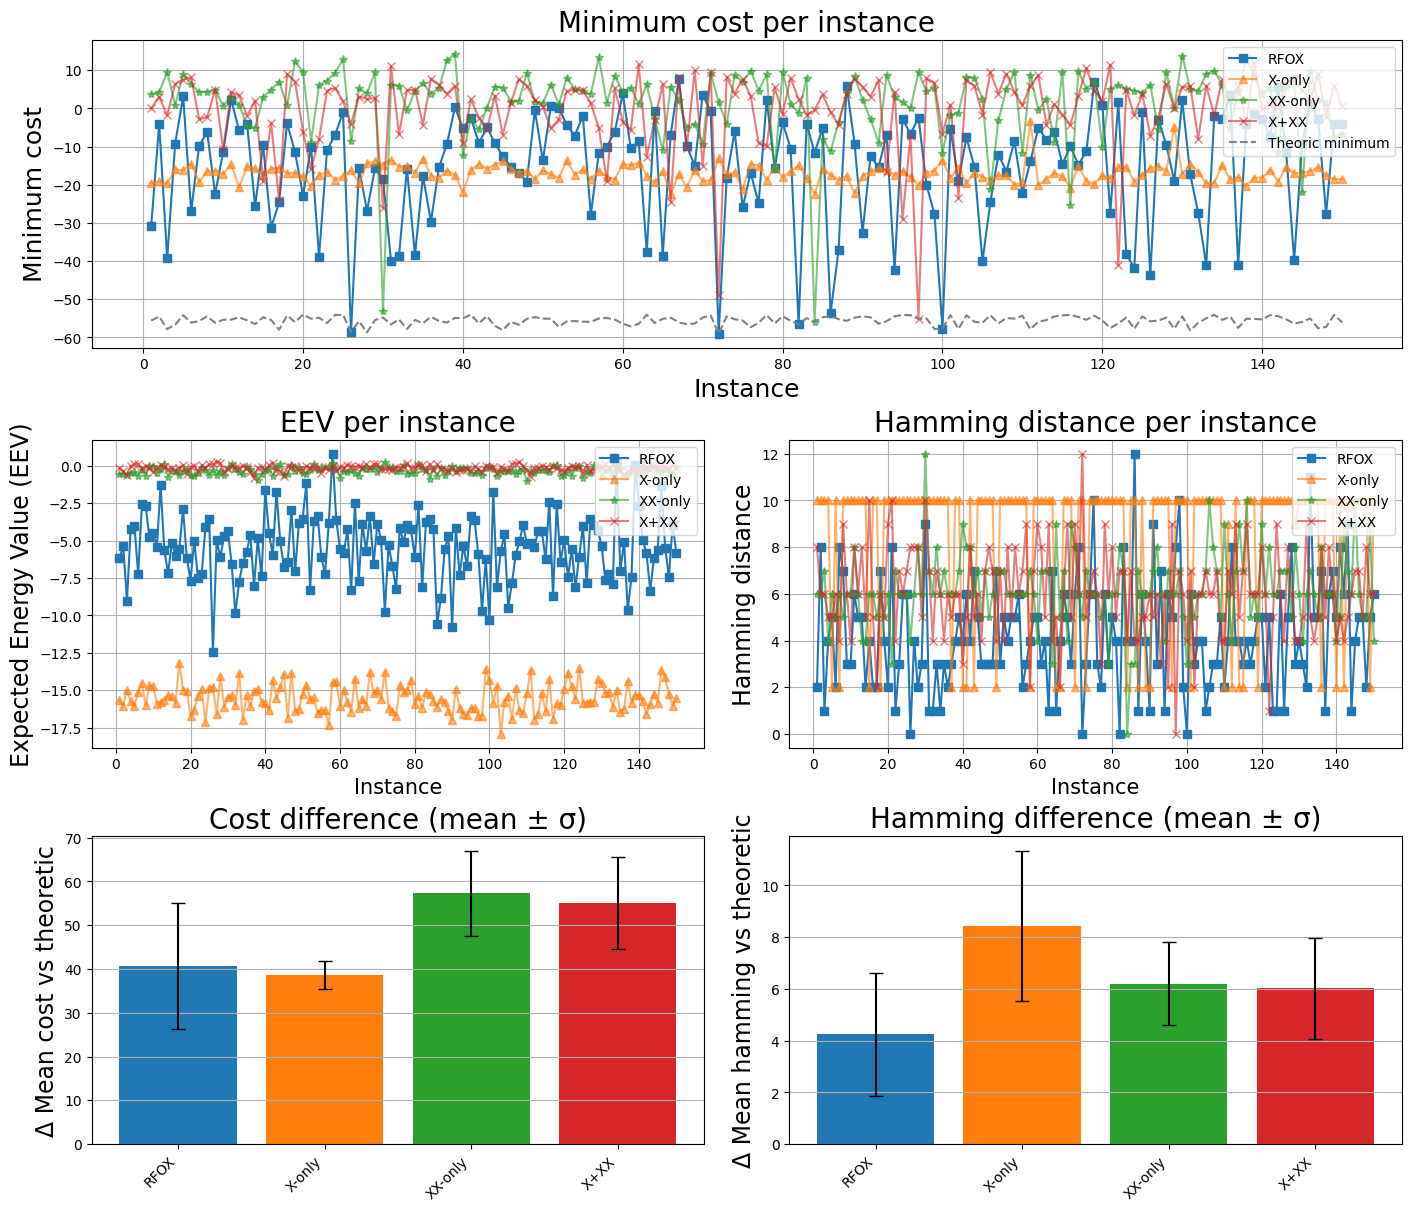 Minimum cost per instance
Minimum cost
10
0
−10
−20
−30
−40
−50
−60
0
20
40
60
80
100
120
140
Instance
RFOX
X-only
XX-only
X+XX
Theoric minimum
EEV per instance
Expected Energy Value (EEV)
0.0
−2.5
−5.0
−7.5
−10.0
−12.5
−15.0
−17.5
0
20
40
60
80
100
120
140
Instance
RFOX
X-only
XX-only
X+XX
Hamming distance per instance
Hamming distance
12
10
8
6
4
2
0
0
20
40
60
80
100
120
140
Instance
RFOX
X-only
XX-only
X+XX
Cost difference (mean ± σ)
Δ Mean cost vs theoretic
70
60
50
40
30
20
10
0
RFOX
X-only
XX-only
X+XX
Hamming difference (mean ± σ)
Δ Mean hamming vs theoretic
10
8
6
4
2
0
RFOX
X-only
XX-only
X+XX